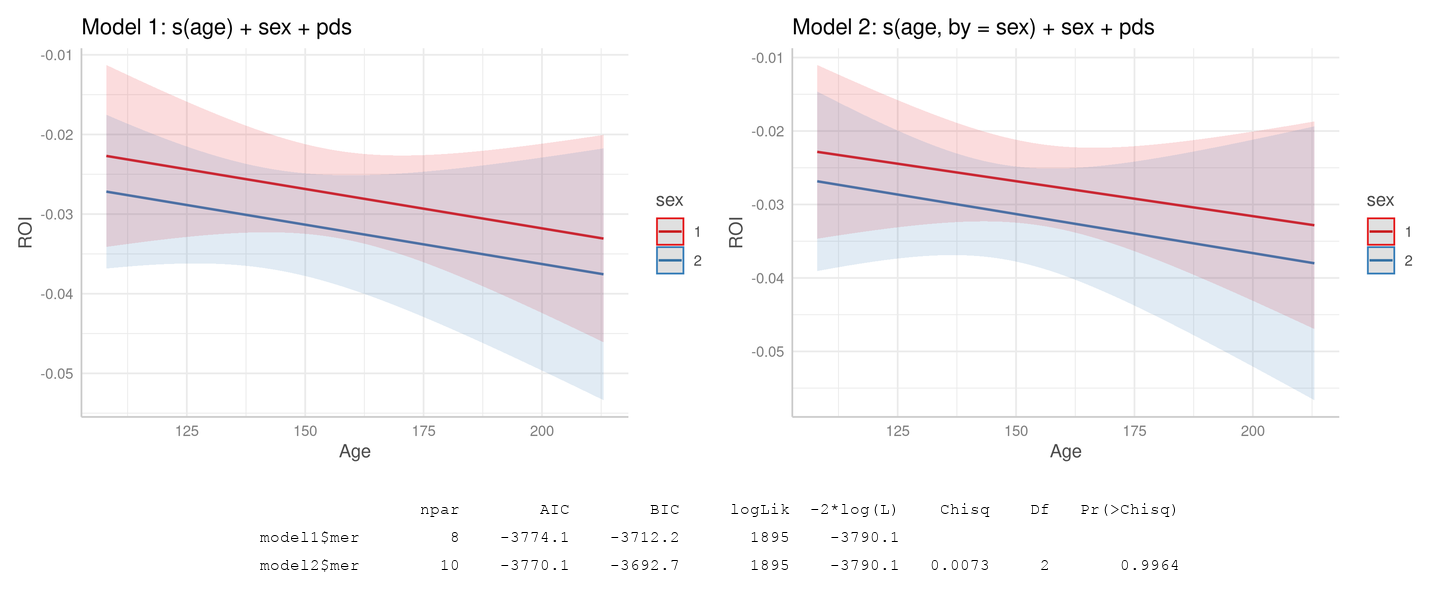 Model 1: s(age) + sex + pds
-0.01
-0.02
-0.03
-0.04
-0.05
ROI
125 150 175 200
Age
sex
1
2
Model 2: s(age, by = sex) + sex + pds
-0.01
-0.02
-0.03
-0.04
-0.05
ROI
125 150 175 200
Age
sex
1
2
npar AIC BIC logLik -2*log(L) Chisq Df Pr(>Chisq)
model1$mer 8 -3774.1 -3712.2 1895 -3790.1
model2$mer 10 -3770.1 -3692.7 1895 -3790.1 0.0073 2 0.9964